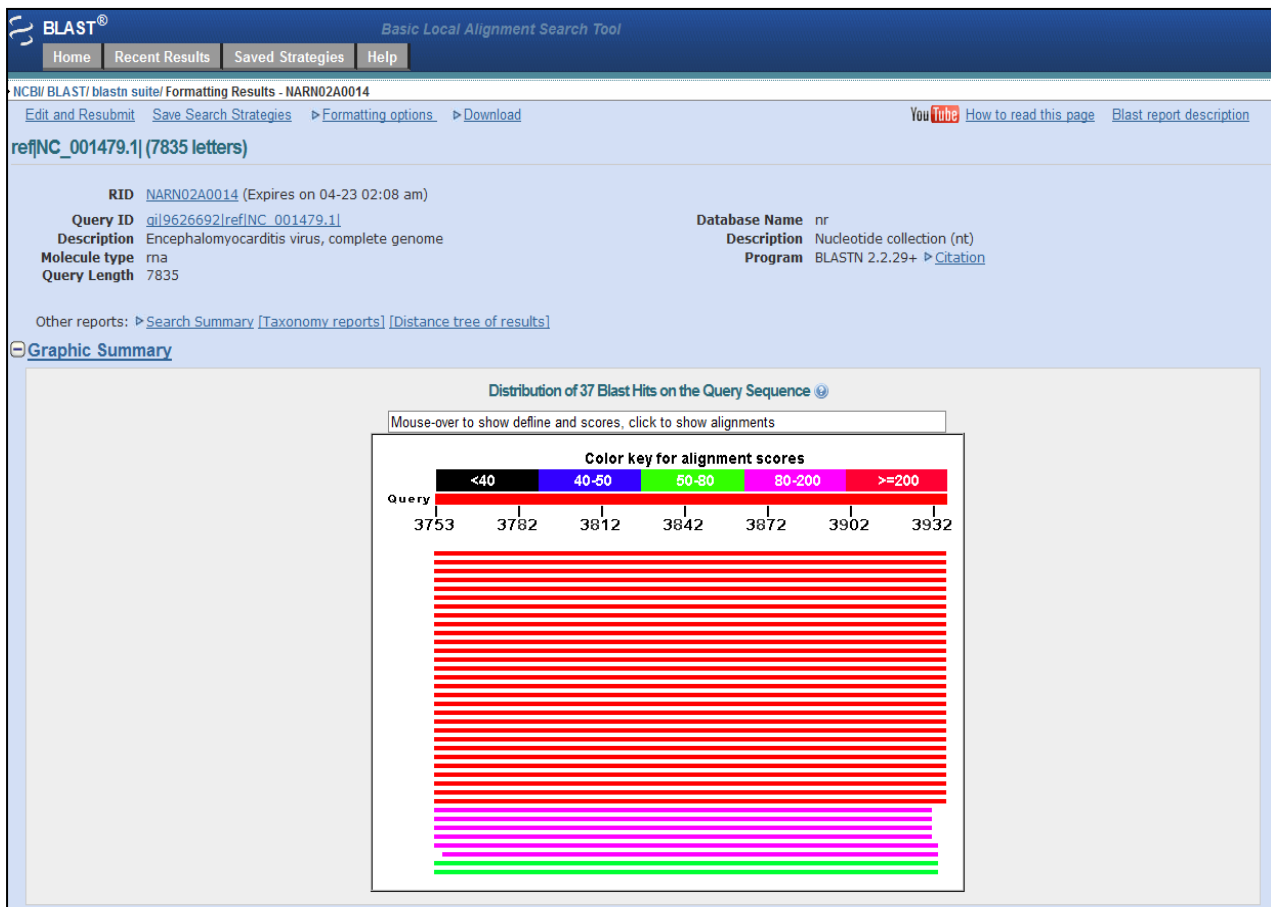 BLAST® Basic Local Alignment Search Tool
Home Recent Results Saved Strategies Help
NCBI/ BLAST/ blastn suite/ Formatting Results - NARN02A0014
Edit and Resubmit Save Search Strategies Formatting options Download You Tube How to read this page Blast report description
ref|NC_001479.1| (7835 letters)
RID NARN02A0014 (Expires on 04-23 02:08 am)
Query ID gi|9626692|ref|NC_001479.1| Database Name nr
Description Encephalomyocarditis virus, complete genome Description Nucleotide collection (nt)
Molecule type rna Program BLASTN 2.2.29+ Citation
Query Length 7835
Other reports: Search Summary [Taxonomy reports] [Distance tree of results]
Graphic Summary
Distribution of 37 Blast Hits on the Query Sequence
Mouse-over to show defline and scores, click to show alignments
Color key for alignment scores
<40 40-50 50-80 80-200 >=200
Query
3753 3782 3812 3842 3872 3902 3932